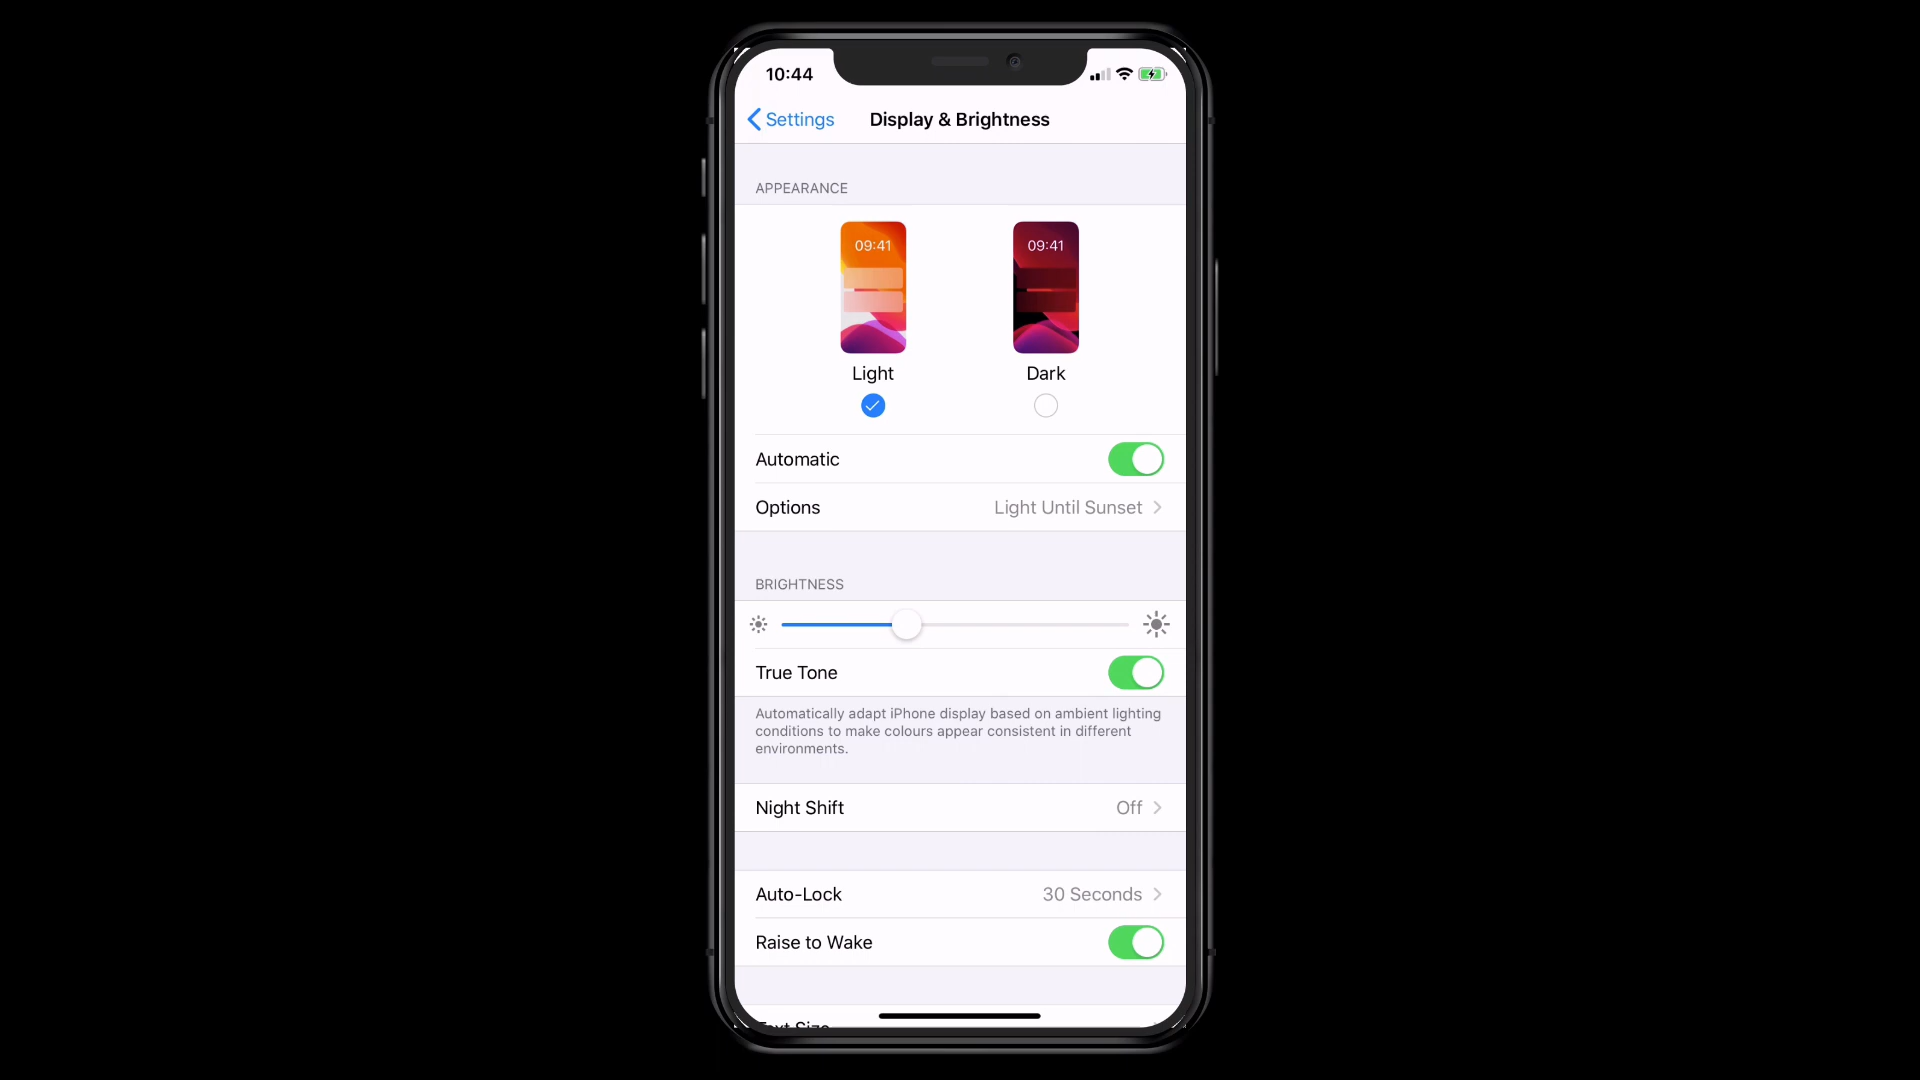 10:44
Settings
Display & Brightness
APPEARANCE
09:41
09:41
Light
Dark
Automatic
Options
Light Until Sunset
BRIGHTNESS
True Tone
Automatically adapt iPhone display based on ambient lighting
conditions to make colours appear consistent in different
environments.
Night Shift
Off
Auto-Lock
30 Seconds
Raise to Wake
Text Size